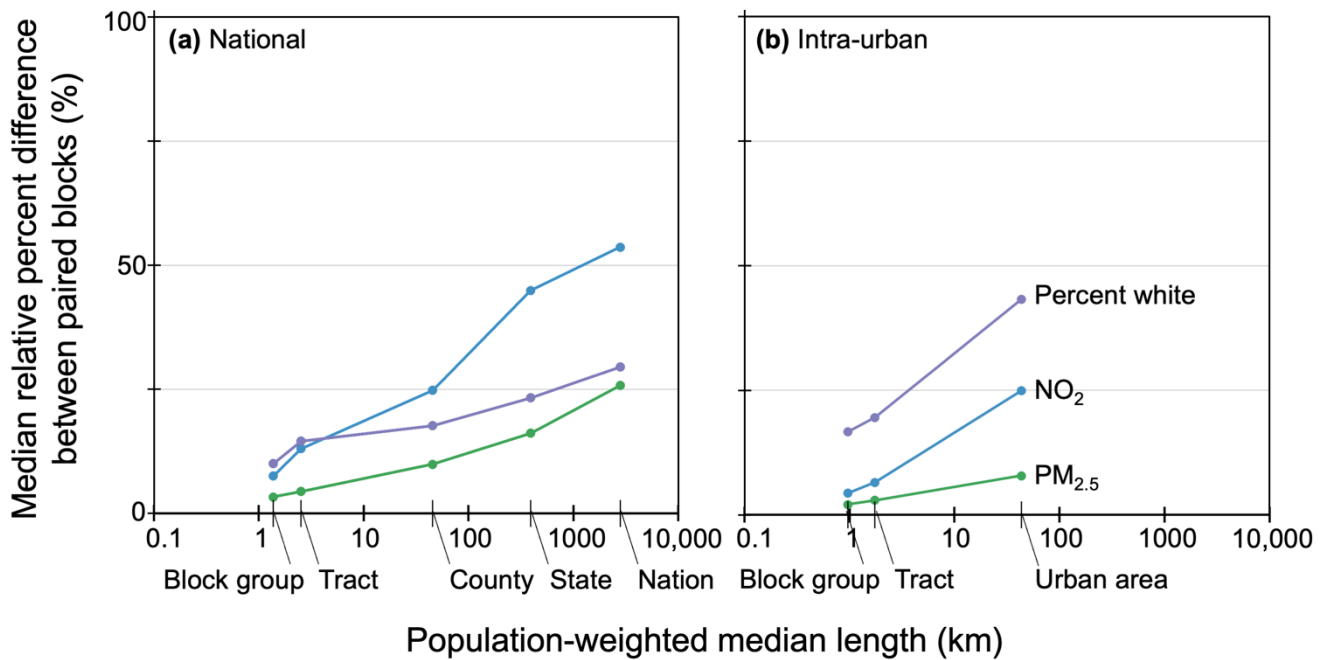 Median relative percent difference
between paired blocks (%)
100
50
0
(a) National
0.1 1 10 100 1000 10,000
Block group Tract County State Nation
(b) Intra-urban
Percent white
NO₂
PM₂.₅
0.1 1 10 100 1000 10,000
Block group Tract Urban area
Population-weighted median length (km)